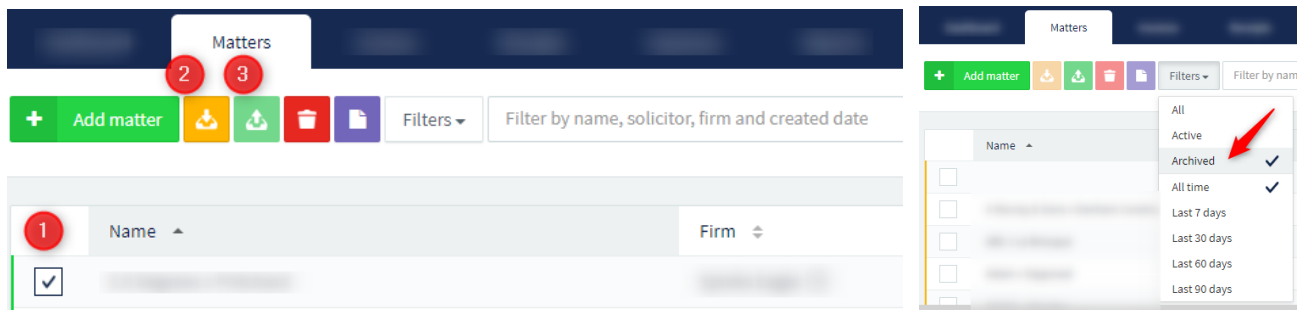 Matters
2
3
Add matter
Filters
Filter by name, solicitor, firm and created date
1
Name
Firm
Matters
Add matter
Filters
Filter by nam
All
Active
Archived
All time
Last 7 days
Last 30 days
Last 60 days
Last 90 days
Name